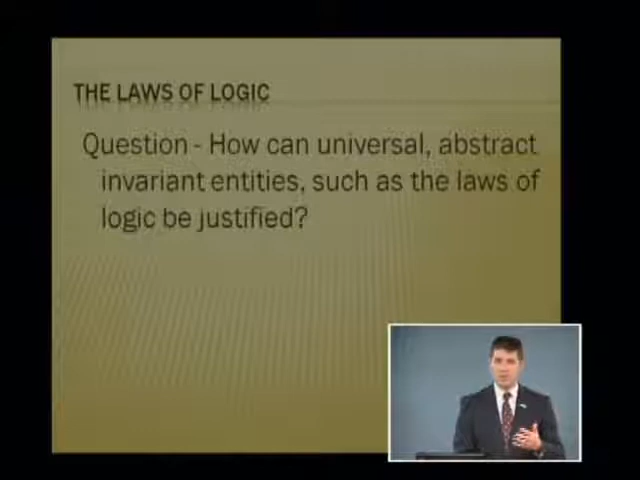 THE LAWS OF LOGIC
Question - How can universal, abstract
invariant entities, such as the laws of
logic be justified?